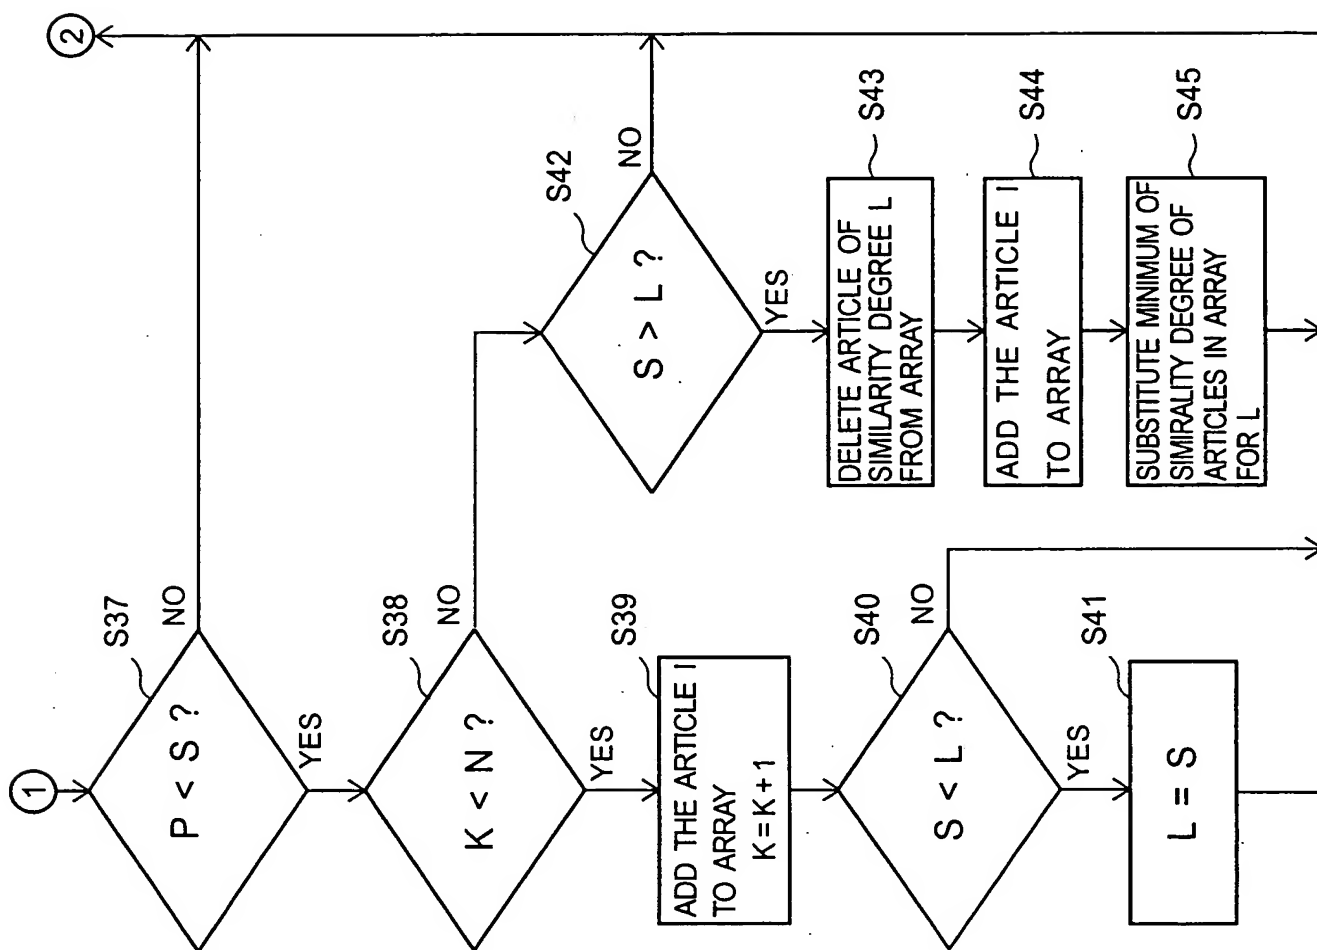 1
2
S37
P < S ?
NO
YES
S38
K < N ?
NO
YES
S39
ADD THE ARTICLE I
TO ARRAY
K = K + 1
S40
S < L ?
NO
YES
S41
L = S
S42
S > L ?
NO
YES
S43
DELETE ARTICLE OF
SIMILARITY DEGREE L
FROM ARRAY
S44
ADD THE ARTICLE I
TO ARRAY
S45
SUBSTITUTE MINIMUM OF
SIMIRALITY DEGREE OF
ARTICLES IN ARRAY
FOR L